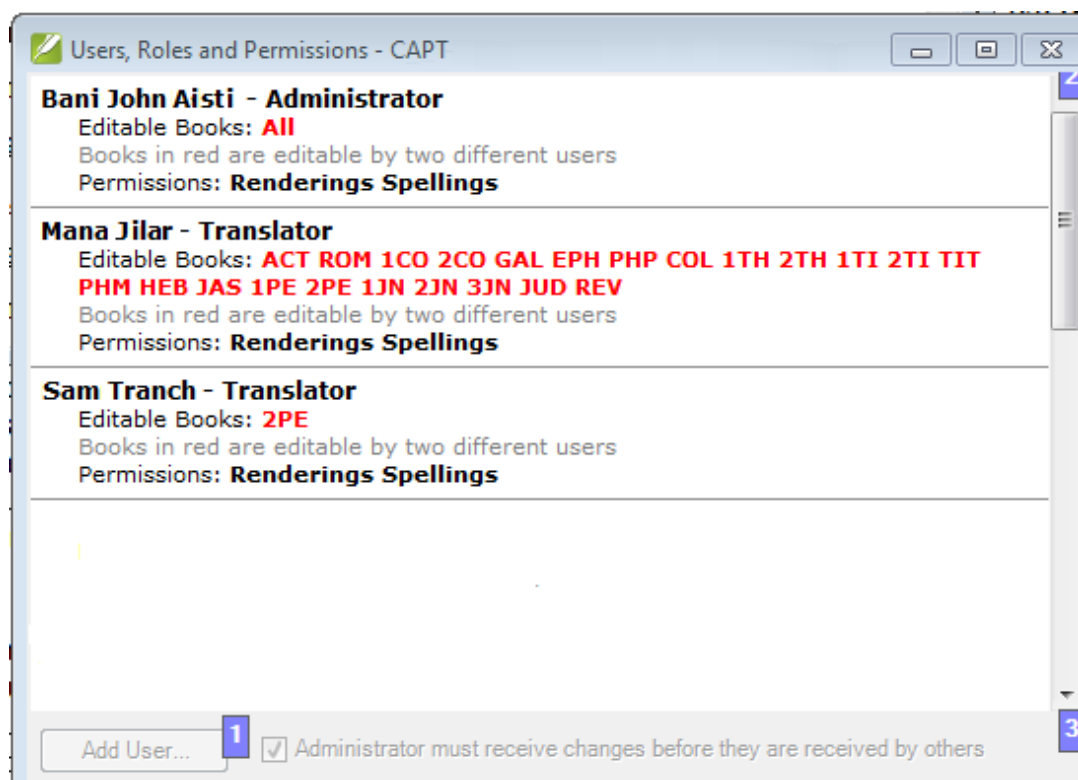 Users, Roles and Permissions - CAPT
2
Bani John Aisti - Administrator
Editable Books: All
Books in red are editable by two different users
Permissions: Renderings Spellings
Mana Jilar - Translator
Editable Books: ACT ROM 1CO 2CO GAL EPH PHP COL 1TH 2TH 1TI 2TI TIT
PHM HEB JAS 1PE 2PE 1JN 2JN 3JN JUD REV
Books in red are editable by two different users
Permissions: Renderings Spellings
Sam Tranch - Translator
Editable Books: 2PE
Books in red are editable by two different users
Permissions: Renderings Spellings
Add User... 1 Administrator must receive changes before they are received by others 3